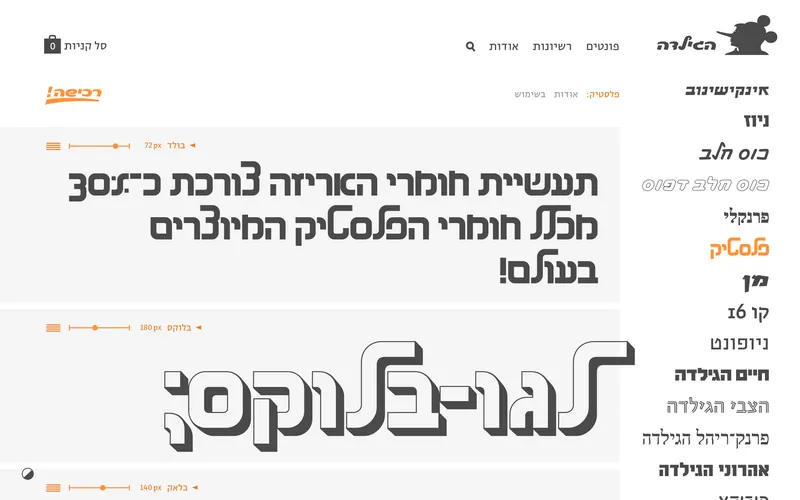 הגילדה
פונטים
רשיונות
אודות
סל קניות
0
פלסטיק:
אודות
בשימוש
רכישה!
אינקישינוב
ניוז
כוס חלב
כוס חלב דפוס
פרנקלי
פלסטיק
מן
קו 16
ניופונט
חיים הגילדה
הצבי הגילדה
פרנק־ריהל הגילדה
אהרוני הגילדה
בולד
72 px
תעשיית חומרי האריזה צורכת כ־30%
מכלל חומרי הפלסטיק המיוצרים
בעולם!
בלוקס
180 px
לגו-בלוקס;
בלאק
140 px